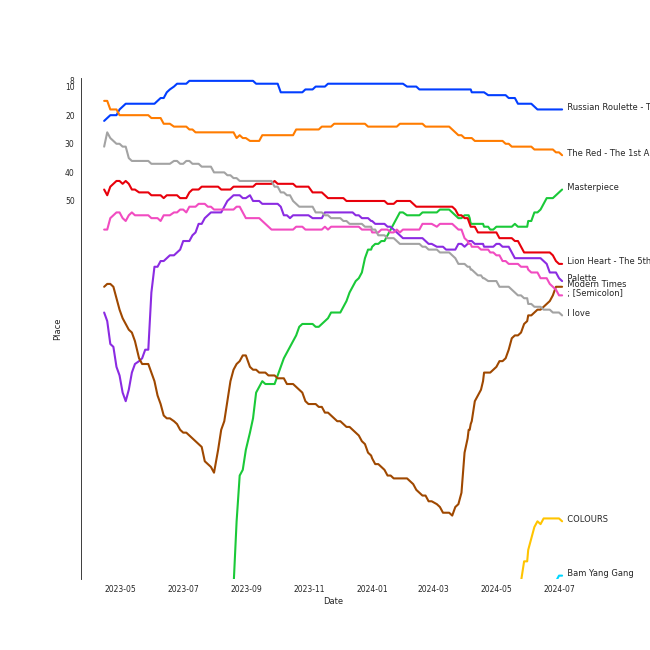 8
10
20
30
40
50
Place
Russian Roulette - T
The Red - The 1st A
Masterpiece
Lion Heart - The 5th
Palette
Modern Times
: [Semicolon]
I love
COLOURS
Bam Yang Gang
2023-05
2023-07
2023-09
2023-11
2024-01
2024-03
2024-05
2024-07
Date